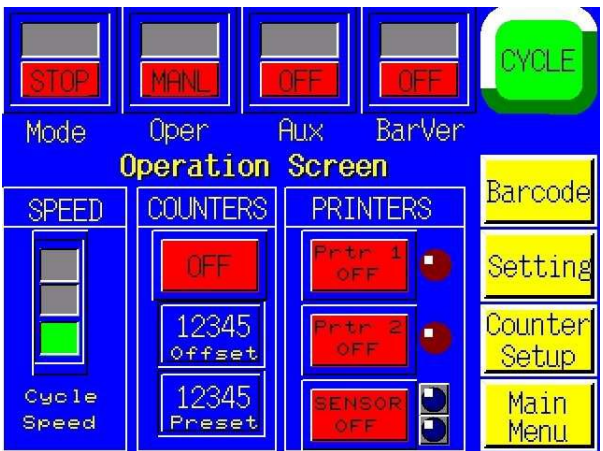 STOP MANL OFF OFF CYCLE
Mode Oper Aux BarVer
Operation Screen
SPEED COUNTERS PRINTERS Barcode
OFF
Prtr 1
OFF
Setting
12345
Offset
Prtr 2
OFF
Counter
Setup
Cycle
Speed
12345
Preset
SENSOR
OFF
Main
Menu